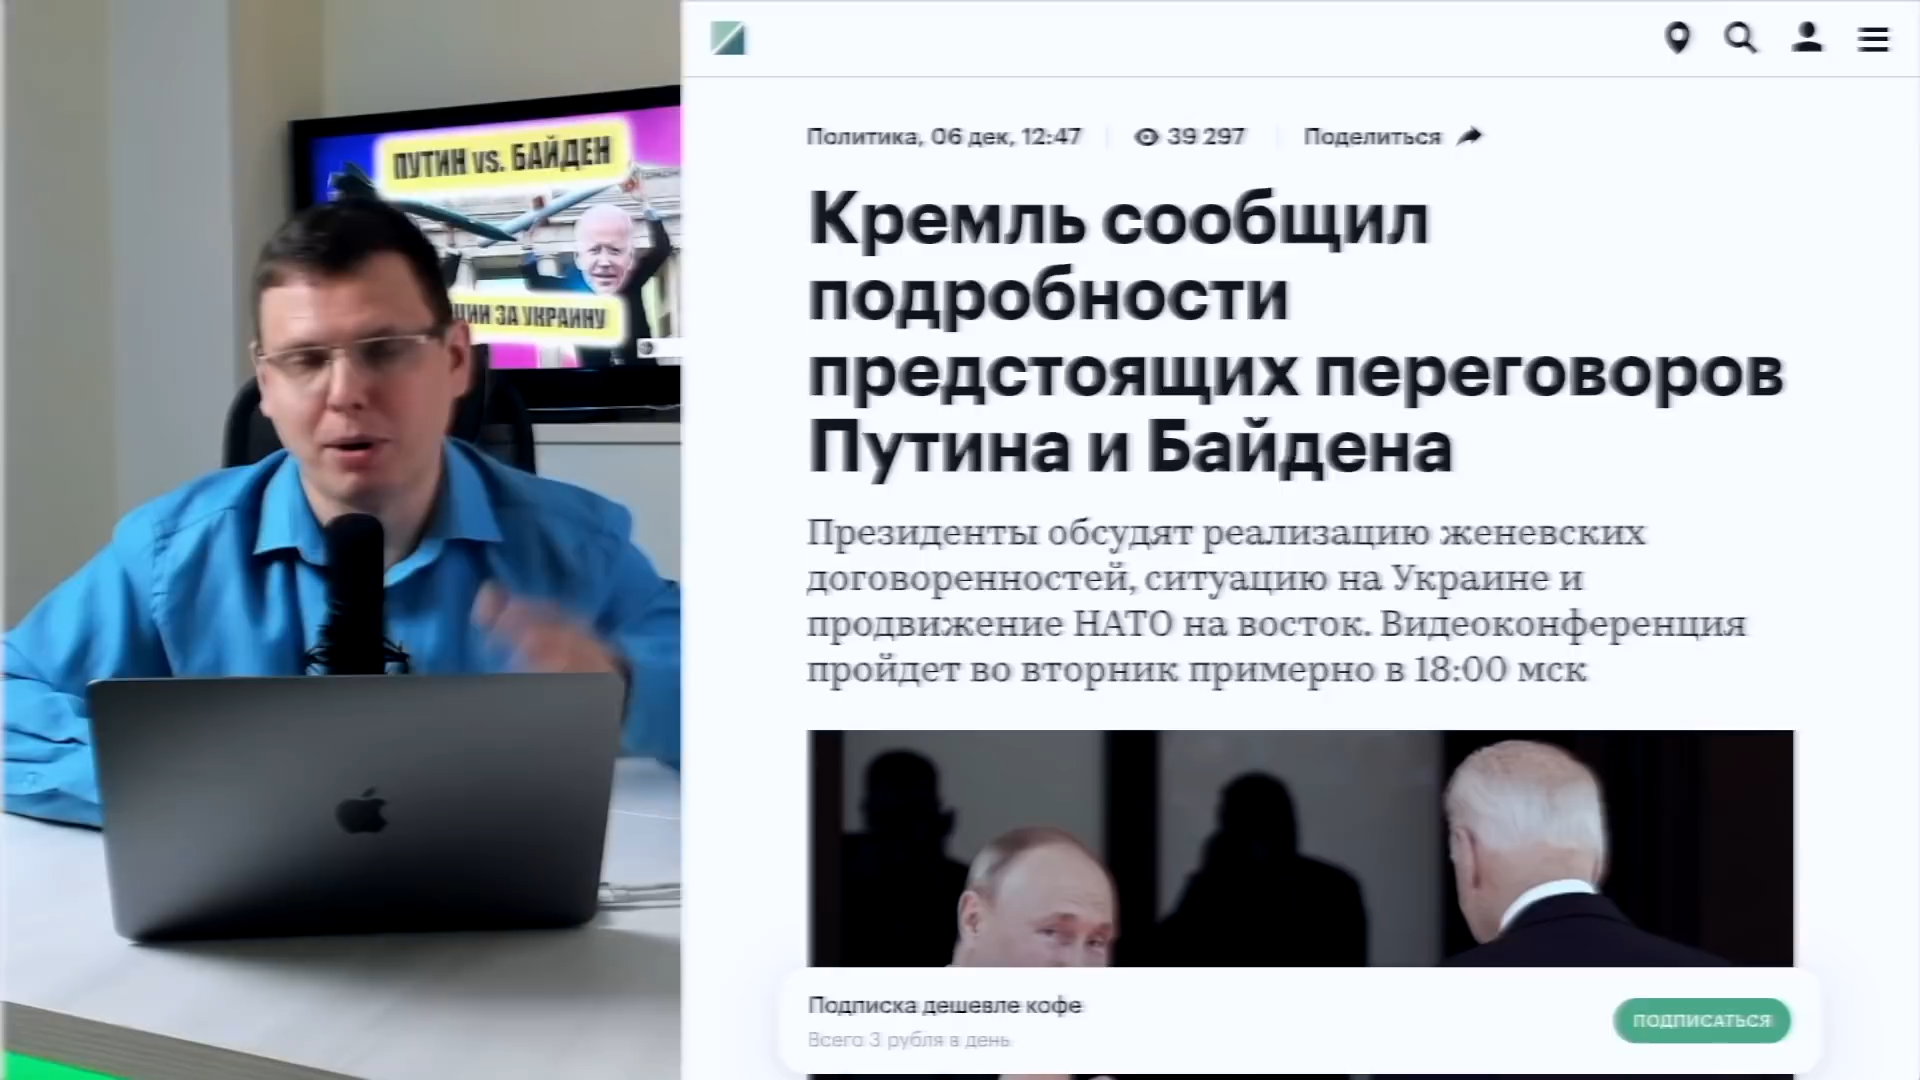 ПУТИН vs. БАЙДЕН
ЗА УКРАИНУ
Политика, 06 дек, 12:47
39 297
Поделиться
Кремль сообщил
подробности
предстоящих переговоров
Путина и Байдена
Президенты обсудят реализацию женевских
договоренностей, ситуацию на Украине и
продвижение НАТО на восток. Видеоконференция
пройдет во вторник примерно в 18:00 мск
Подписка дешевле кофе
Всего 3 рубля в день
ПОДПИСАТЬСЯ